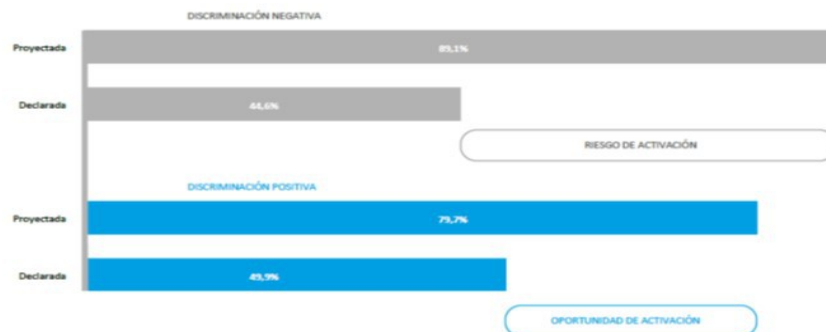 DISCRIMINACIÓN NEGATIVA
Proyectada 89,1%
Declarada 44,6%
RIESGO DE ACTIVACIÓN
DISCRIMINACIÓN POSITIVA
Proyectada 79,7%
Declarada 49,9%
OPORTUNIDAD DE ACTIVACIÓN